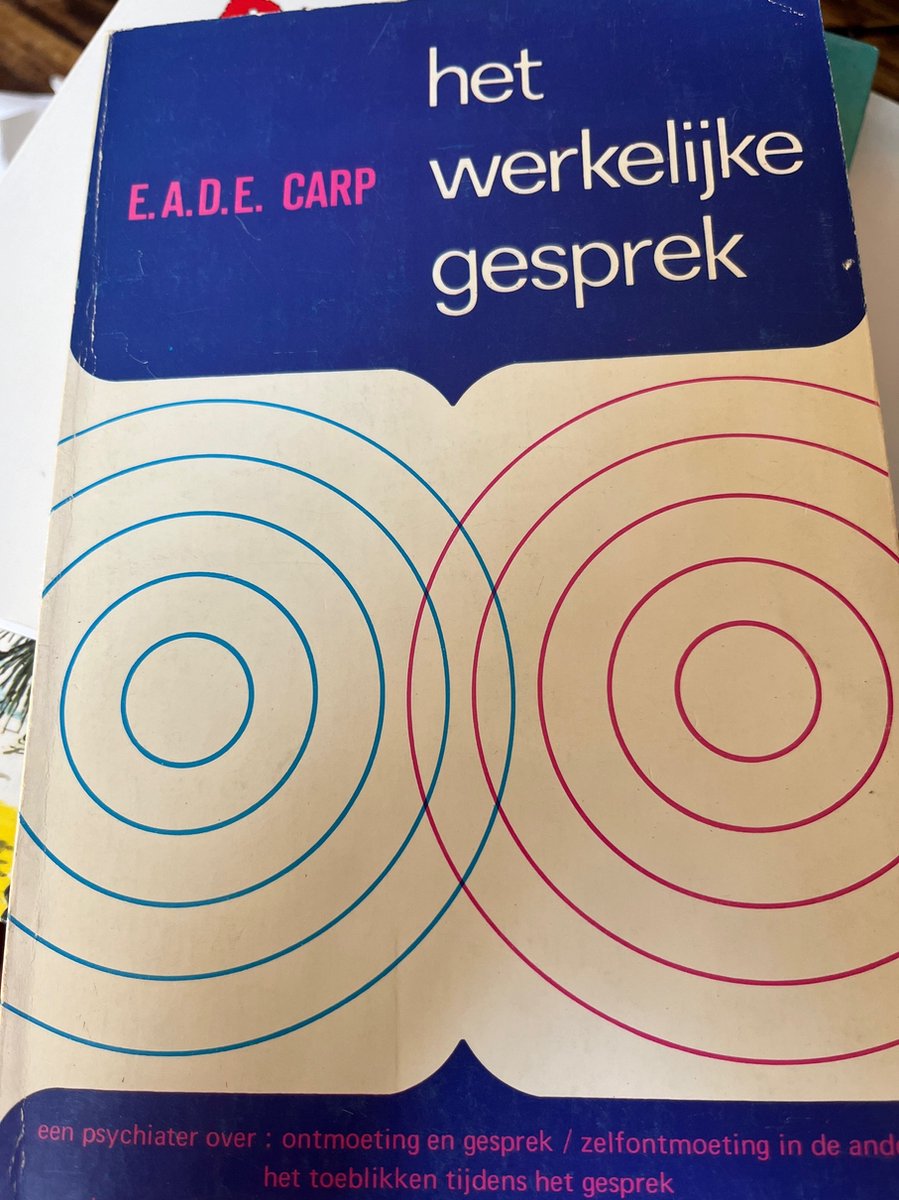 het
werkelijke
gesprek
E.A.D.E. CARP
een psychiater over : ontmoeting en gesprek / zelfontmoeting in de
het toeblikken tijdens het gesprek